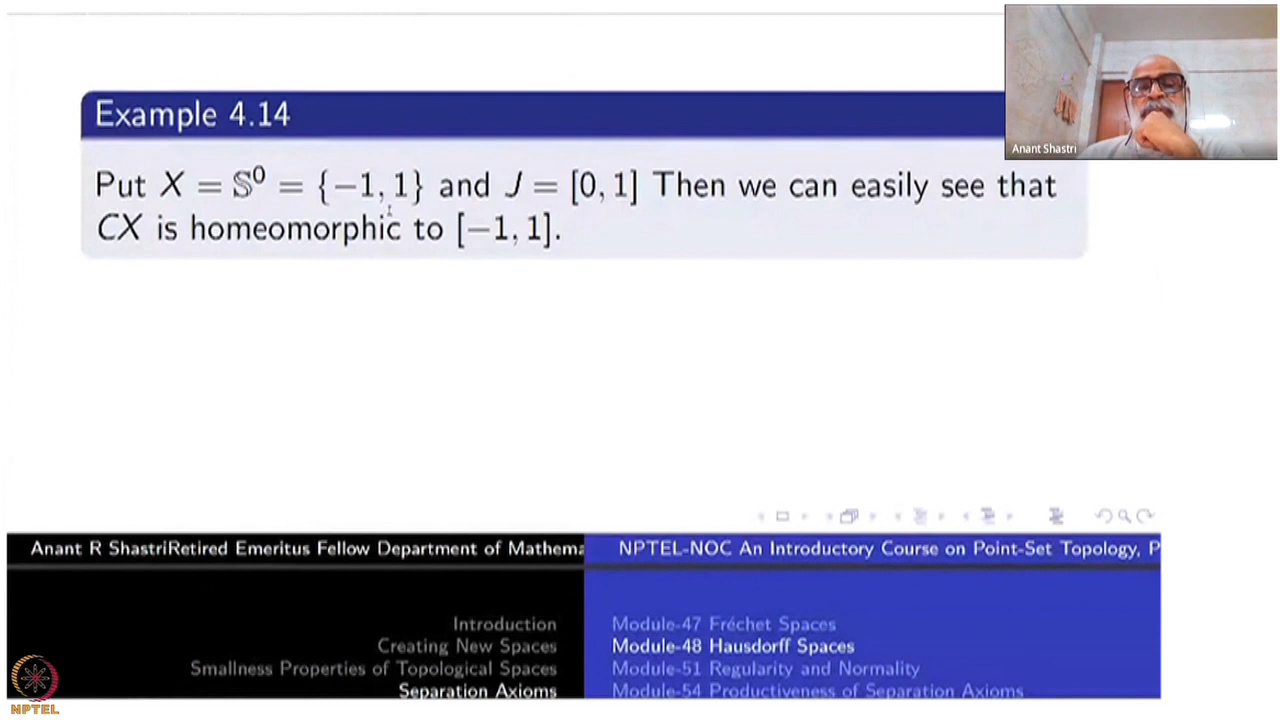 Example 4.14
Put X = 𝕊⁰ = {−1, 1} and J = [0, 1] Then we can easily see that
CX is homeomorphic to [−1, 1].
Anant Shastri
Anant R ShastriRetired Emeritus Fellow Department of Mathema
NPTEL-NOC An Introductory Course on Point-Set Topology, P
Introduction
Creating New Spaces
Smallness Properties of Topological Spaces
Separation Axioms
Module-47 Fréchet Spaces
Module-48 Hausdorff Spaces
Module-51 Regularity and Normality
Module-54 Productiveness of Separation Axioms
NPTEL